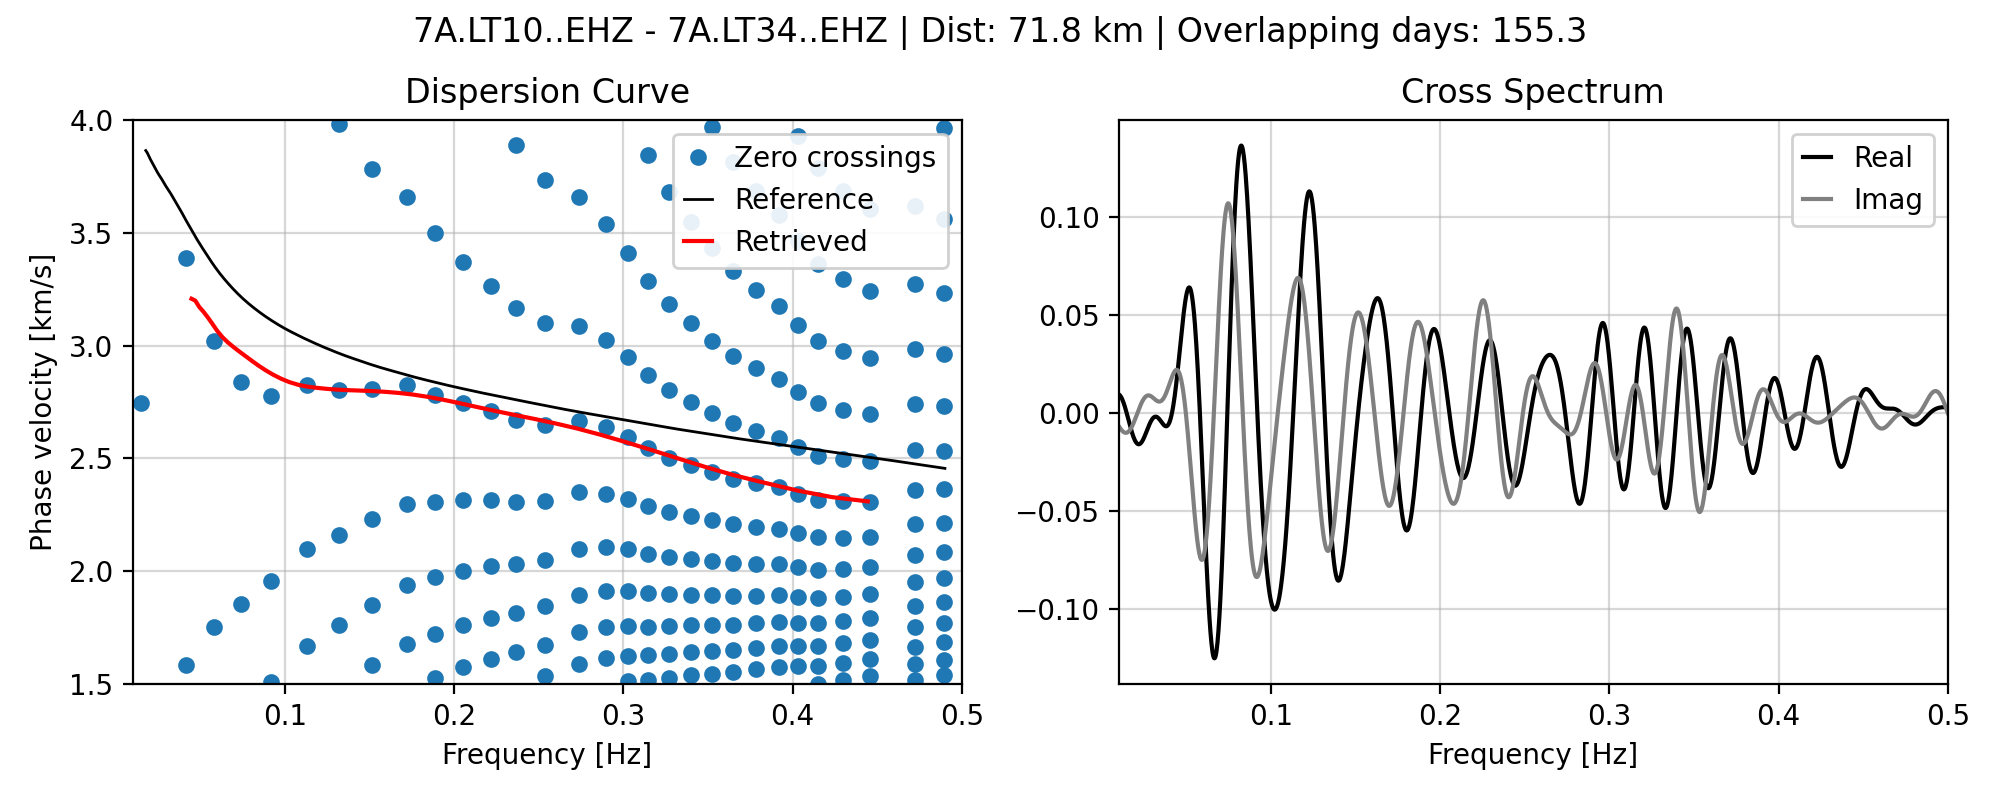 7A.LT10..EHZ - 7A.LT34..EHZ | Dist: 71.8 km | Overlapping days: 155.3
Dispersion Curve
Phase velocity [km/s]
4.0
3.5
3.0
2.5
2.0
1.5
Zero crossings
Reference
Retrieved
0.1
0.2
0.3
0.4
0.5
Frequency [Hz]
Cross Spectrum
0.10
0.05
0.00
−0.05
−0.10
Real
Imag
0.1
0.2
0.3
0.4
0.5
Frequency [Hz]